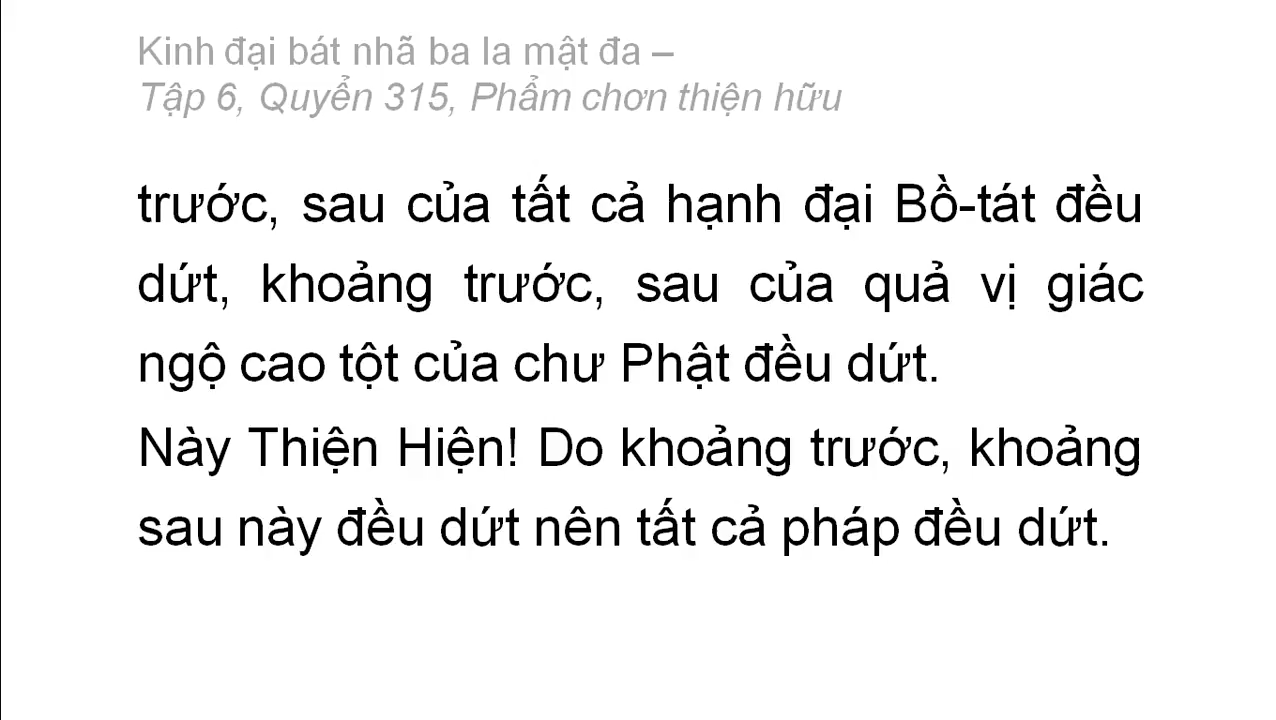 Kinh đại bát nhã ba la mật đa –
Tập 6, Quyển 315, Phẩm chơn thiện hữu
trước, sau của tất cả hạnh đại Bồ-tát đều
dứt, khoảng trước, sau của quả vị giác
ngộ cao tột của chư Phật đều dứt.
Này Thiện Hiện! Do khoảng trước, khoảng
sau này đều dứt nên tất cả pháp đều dứt.